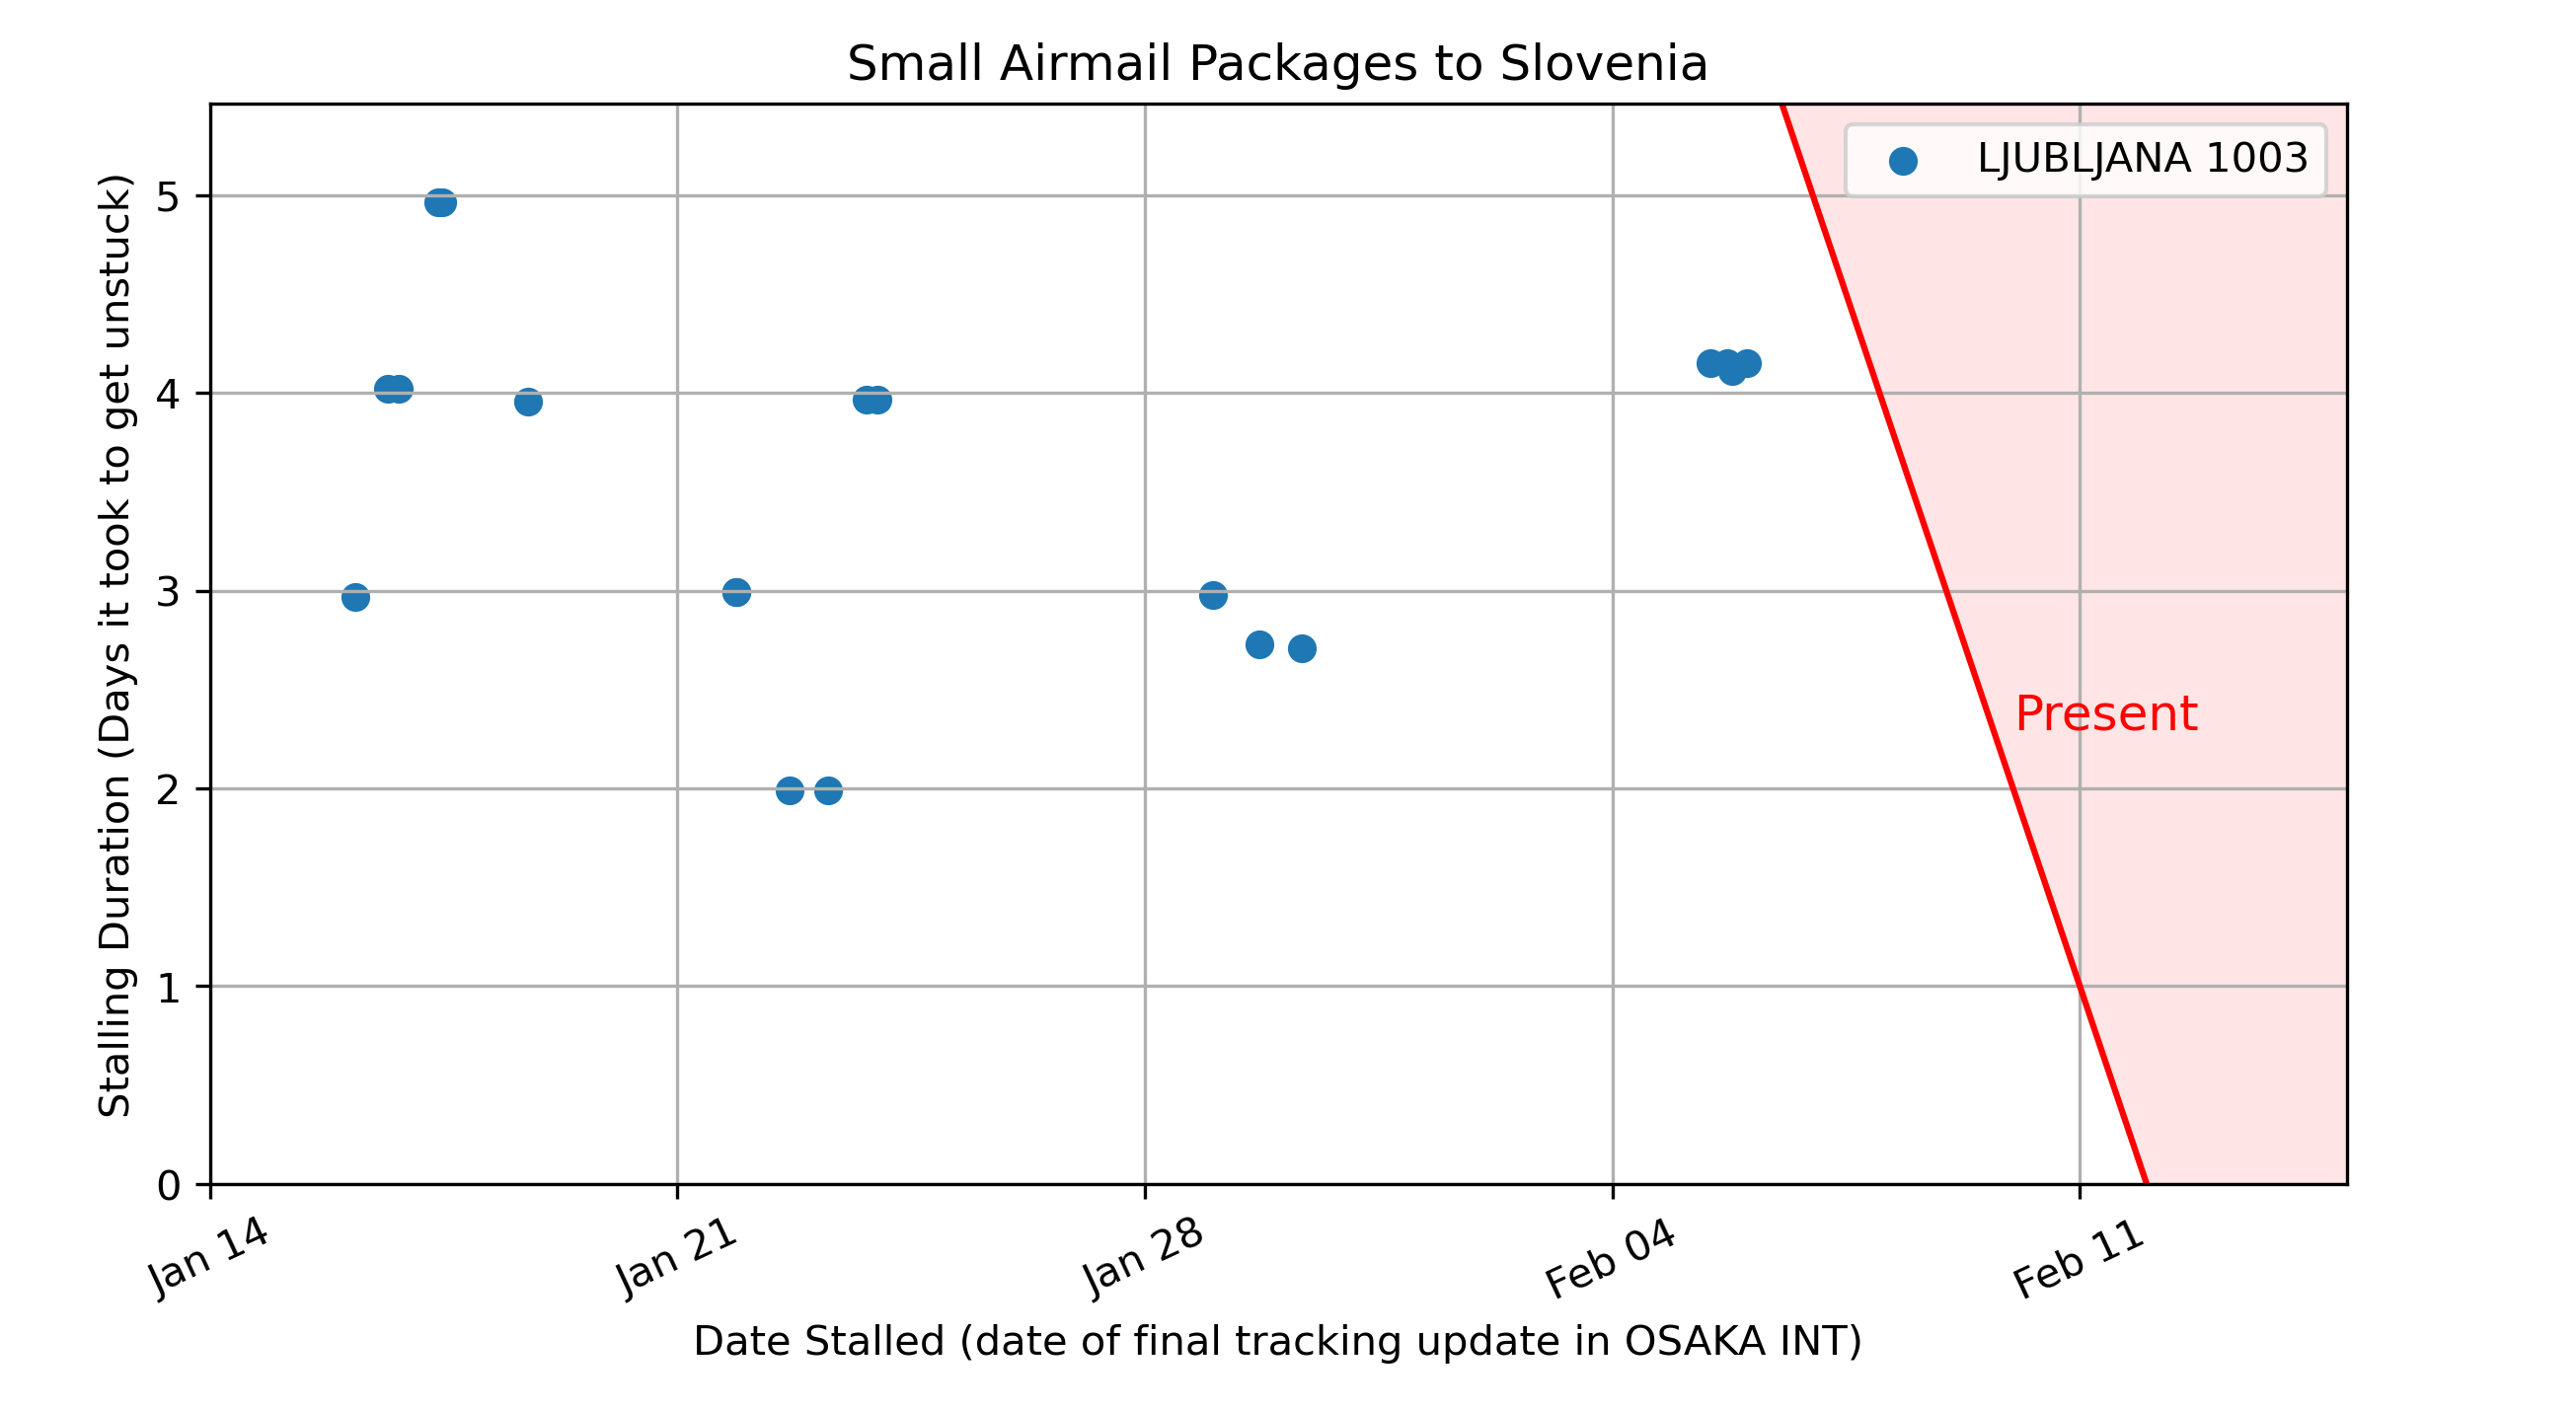 Small Airmail Packages to Slovenia
LJUBLJANA 1003
Stalling Duration (Days it took to get unstuck)
5
4
3
2
1
0
Present
Jan 14
Jan 21
Jan 28
Feb 04
Feb 11
Date Stalled (date of final tracking update in OSAKA INT)